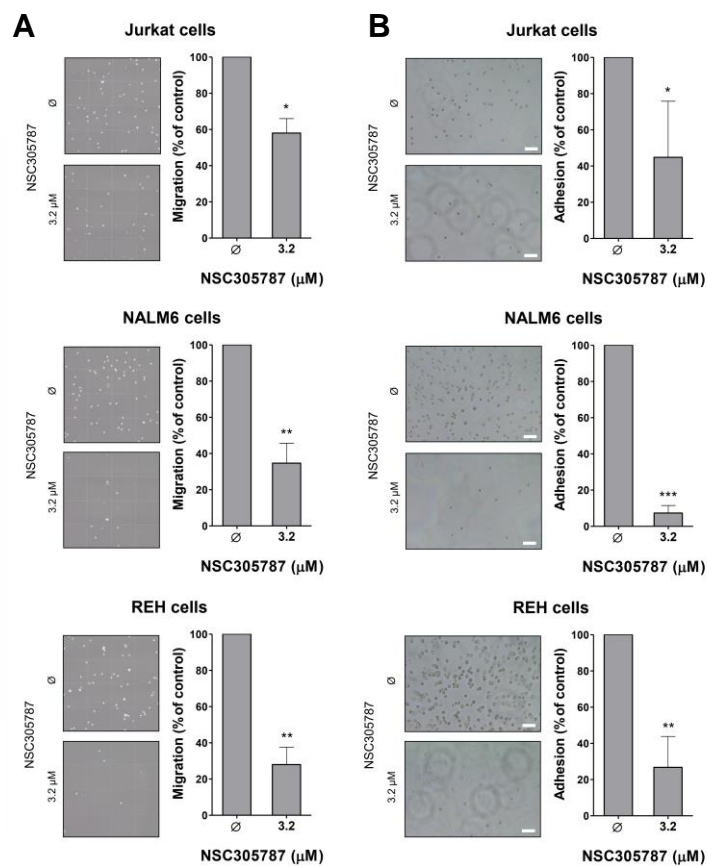 A
Jurkat cells
NSC305787
Ø
3.2 μM
Migration (% of control)
100
80
60
40
20
0
*
Ø 3.2
NSC305787 (μM)
NALM6 cells
NSC305787
Ø
3.2 μM
Migration (% of control)
100
80
60
40
20
0
**
Ø 3.2
NSC305787 (μM)
REH cells
NSC305787
Ø
3.2 μM
Migration (% of control)
100
80
60
40
20
0
**
Ø 3.2
NSC305787 (μM)
B
Jurkat cells
NSC305787
Ø
3.2 μM
Adhesion (% of control)
100
80
60
40
20
0
*
Ø 3.2
NSC305787 (μM)
NALM6 cells
NSC305787
Ø
3.2 μM
Adhesion (% of control)
100
80
60
40
20
0
***
Ø 3.2
NSC305787 (μM)
REH cells
NSC305787
Ø
3.2 μM
Adhesion (% of control)
100
80
60
40
20
0
**
Ø 3.2
NSC305787 (μM)